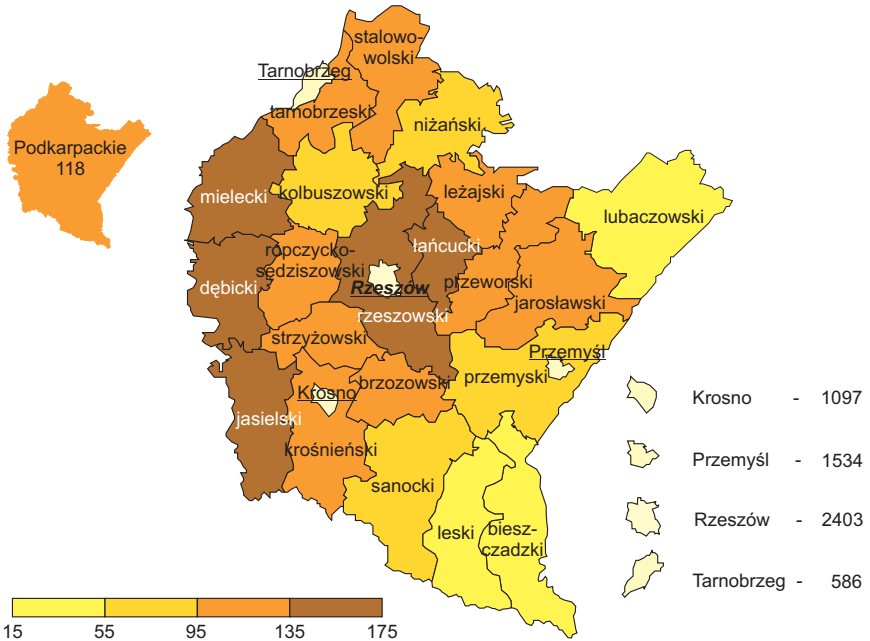 stalowo-
wolski
Tarnobrzeg
tarnobrzeski
niżański
Podkarpackie
118
mielecki
kolbuszowski
leżajski
lubaczowski
łańcucki
ropczycko-
sędziszowski
dębicki
Rzeszów
przeworski
jarosławski
rzeszowski
strzyżowski
Przemyśl
przemyski
brzozowski
Krosno
jasielski
krośnieński
sanocki
leski
biesz-
czadzki
Krosno - 1097
Przemyśl - 1534
Rzeszów - 2403
Tarnobrzeg - 586
15 55 95 135 175